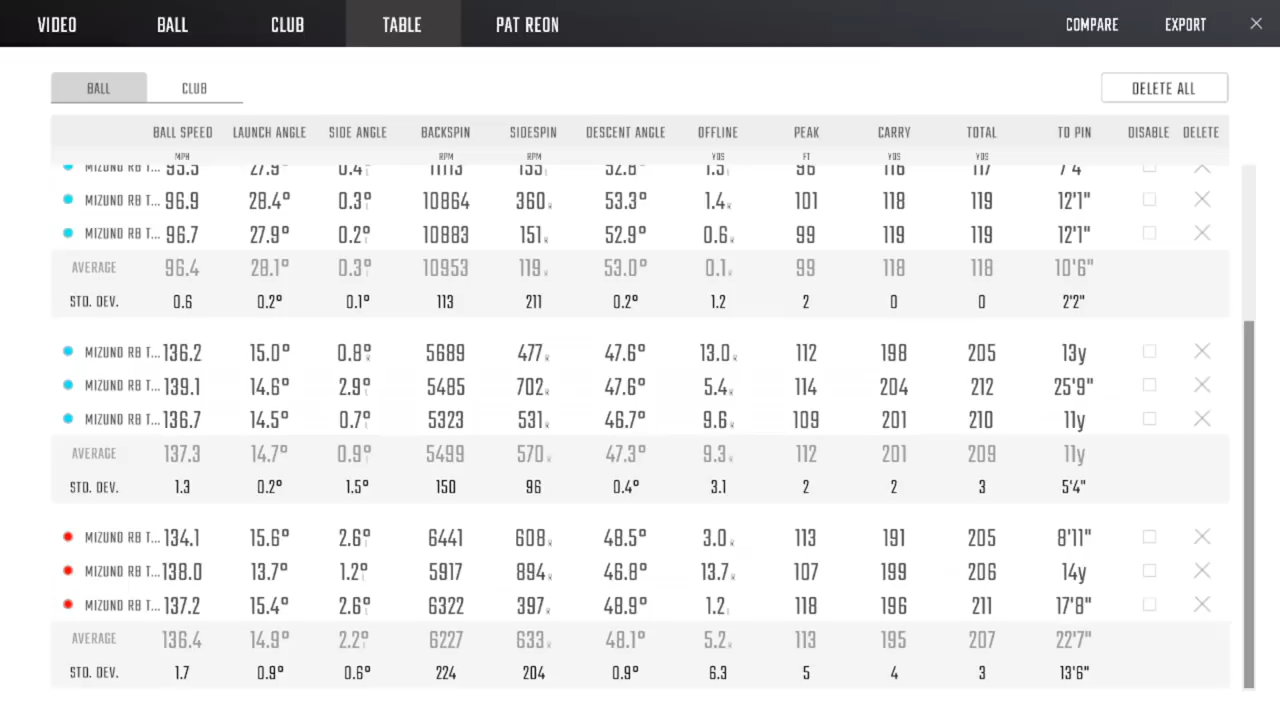 VIDEO BALL CLUB TABLE PAT REON COMPARE EXPORT
BALL CLUB DELETE ALL
BALL SPEED LAUNCH ANGLE SIDE ANGLE BACKSPIN SIDESPIN DESCENT ANGLE OFFLINE PEAK CARRY TOTAL TO PIN DISABLE DELETE
MPH RPM RPM YDS FT YDS YDS
MIZUNO RB T... 27.9° 0.4° L 11113 L 52.8° L 96 116 117
MIZUNO RB T... 96.9 28.4° 0.3° L 10864 360 R 53.3° 1.4 R 101 118 119 12'1"
MIZUNO RB T... 96.7 27.9° 0.2° L 10883 151 R 52.9° 0.6 R 99 119 119 12'1"
AVERAGE 96.4 28.1° 0.3° L 10953 119 R 53.0° 0.1 R 99 118 118 10'6"
STD. DEV. 0.6 0.2° 0.1° 113 211 0.2° 1.2 2 0 0 2'2"
MIZUNO RB T... 136.2 15.0° 0.8° R 5689 477 R 47.6° 13.0 R 112 198 205 13y
MIZUNO RB T... 139.1 14.6° 2.9° L 5485 702 R 47.6° 5.4 R 114 204 212 25'9"
MIZUNO RB T... 136.7 14.5° 0.7° L 5323 531 R 46.7° 9.6 R 109 201 210 11y
AVERAGE 137.3 14.7° 0.9° L 5499 570 R 47.3° 9.3 R 112 201 209 11y
STD. DEV. 1.3 0.2° 1.5° 150 96 0.4° 3.1 2 2 3 5'4"
MIZUNO RB T... 134.1 15.6° 2.6° L 6441 608 R 48.5° 3.0 R 113 191 205 8'11"
MIZUNO RB T... 138.0 13.7° 1.2° L 5917 894 R 46.8° 13.7 R 107 199 206 14y
MIZUNO RB T... 137.2 15.4° 2.6° L 6322 397 R 48.9° 1.2 L 118 196 211 17'8"
AVERAGE 136.4 14.9° 2.2° L 6227 633 R 48.1° 5.2 R 113 195 207 22'7"
STD. DEV. 1.7 0.9° 0.6° 224 204 0.9° 6.3 5 4 3 13'6"